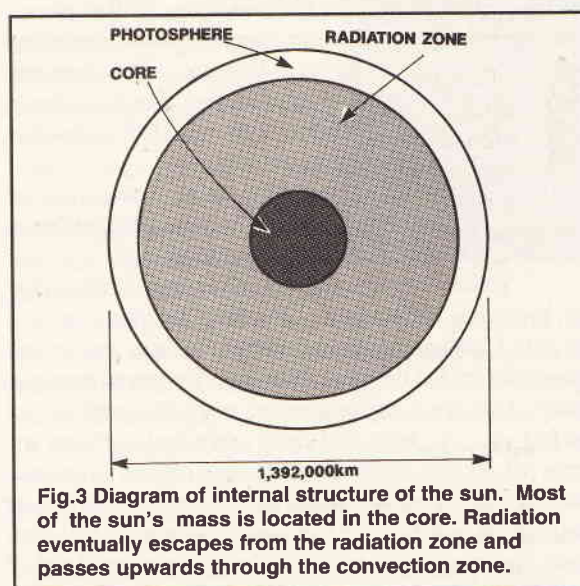 PHOTOSPHERE
RADIATION ZONE
CORE
1,392,000km
Fig.3 Diagram of internal structure of the sun. Most
of the sun's mass is located in the core. Radiation
eventually escapes from the radiation zone and
passes upwards through the convection zone.